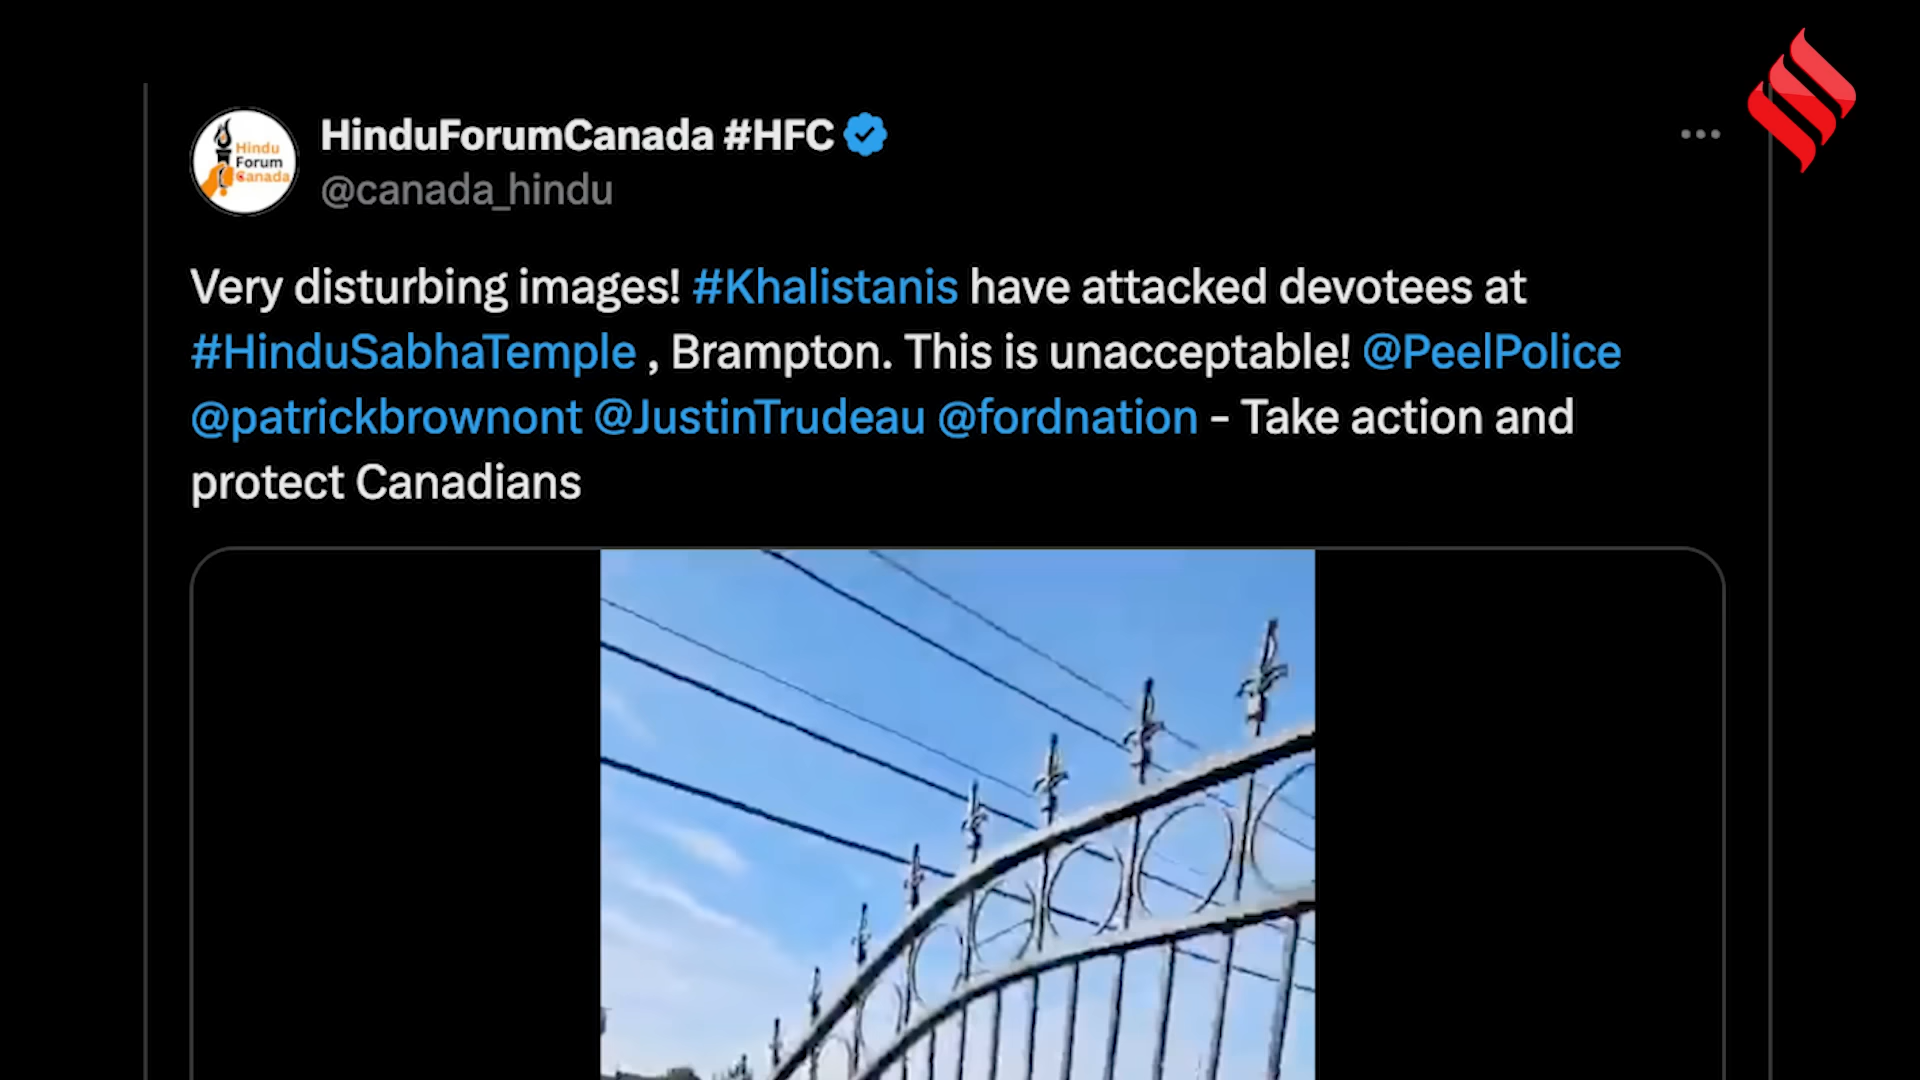 Hindu
Forum
Canada
HinduForumCanada #HFC
@canada_hindu
Very disturbing images! #Khalistanis have attacked devotees at
#HinduSabhaTemple , Brampton. This is unacceptable! @PeelPolice
@patrickbrownont @JustinTrudeau @fordnation - Take action and
protect Canadians